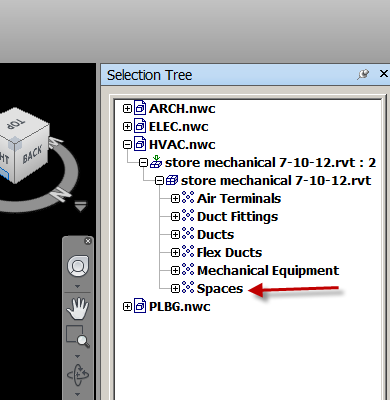 Selection Tree
ARCH.nwc
ELEC.nwc
HVAC.nwc
store mechanical 7-10-12.rvt : 2
store mechanical 7-10-12.rvt
Air Terminals
Duct Fittings
Ducts
Flex Ducts
Mechanical Equipment
Spaces
PLBG.nwc
TOP
BACK
HT
N